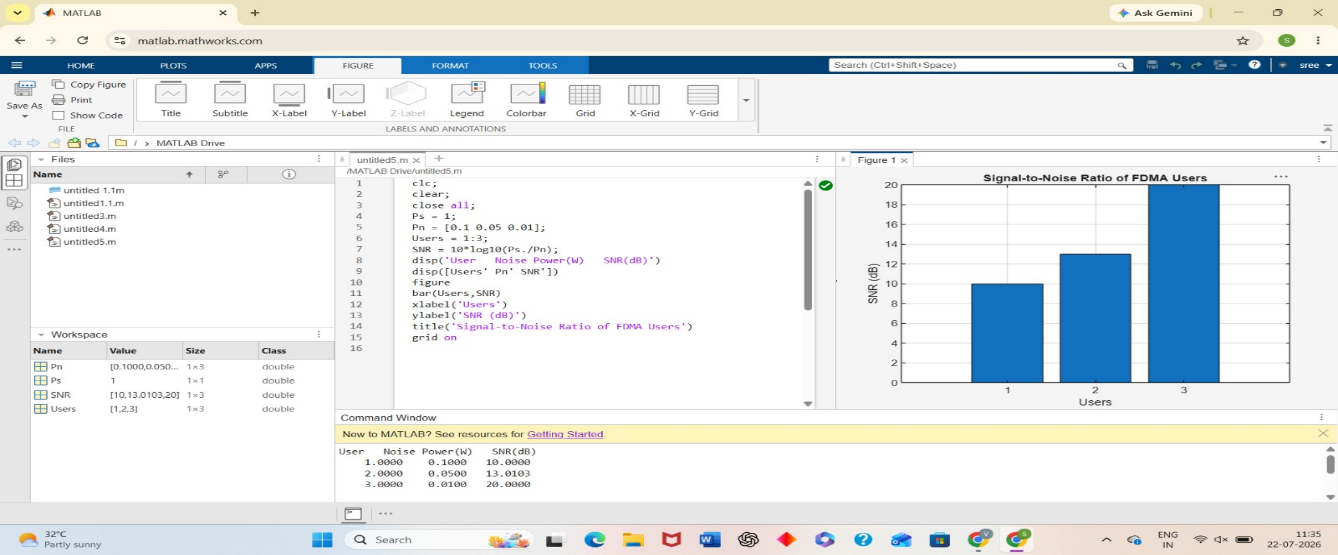 MATLAB
Ask Gemini
matlab.mathworks.com
S
HOME PLOTS APPS FIGURE FORMAT TOOLS
Search (Ctrl+Shift+Space)
sree
Save As
Copy Figure
Print
Show Code
FILE
Title Subtitle X-Label Y-Label Z-Label Legend Colorbar Grid X-Grid Y-Grid
LABELS AND ANNOTATIONS
/ > MATLAB Drive
Files
Name
untitled 1.1m
untitled1.1.m
untitled3.m
untitled4.m
untitled5.m
Workspace
Name Value Size Class
Pn [0.1000,0.050... 1×3 double
Ps 1 1×1 double
SNR [10,13.0103,20] 1×3 double
Users [1,2,3] 1×3 double
untitled5.m
/MATLAB Drive/untitled5.m
1 clc;
2 clear;
3 close all;
4 Ps = 1;
5 Pn = [0.1 0.05 0.01];
6 Users = 1:3;
7 SNR = 10*log10(Ps./Pn);
8 disp('User Noise Power(W) SNR(dB)')
9 disp([Users' Pn' SNR'])
10 figure
11 bar(Users,SNR)
12 xlabel('Users')
13 ylabel('SNR (dB)')
14 title('Signal-to-Noise Ratio of FDMA Users')
15 grid on
16
Figure 1
Signal-to-Noise Ratio of FDMA Users
20
18
16
14
12
10
8
6
4
2
0
SNR (dB)
1 2 3
Users
Command Window
New to MATLAB? See resources for Getting Started.
User Noise Power(W) SNR(dB)
1.0000 0.1000 10.0000
2.0000 0.0500 13.0103
3.0000 0.0100 20.0000
32°C
Partly sunny
Search
ENG
IN
11:35
22-07-2026